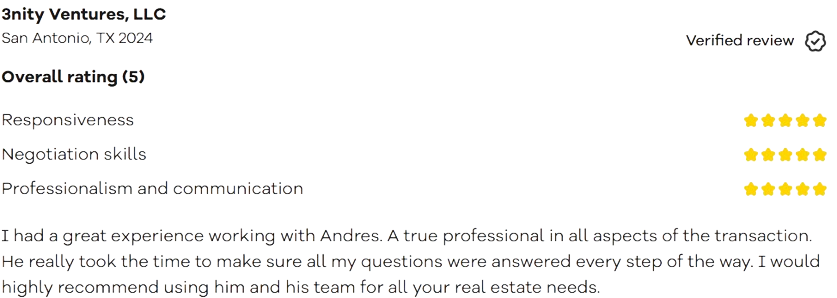 3nity Ventures, LLC
San Antonio, TX 2024
Verified review
Overall rating (5)
Responsiveness
Negotiation skills
Professionalism and communication
I had a great experience working with Andres. A true professional in all aspects of the transaction.
He really took the time to make sure all my questions were answered every step of the way. I would
highly recommend using him and his team for all your real estate needs.